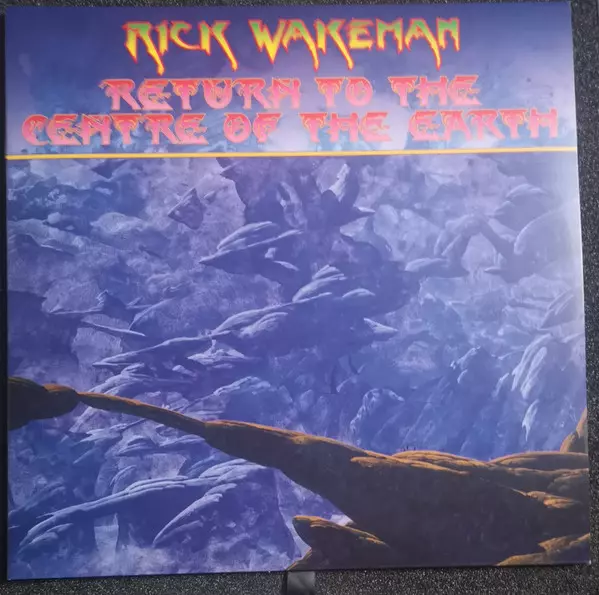 RICK WAKEMAN
RETURN TO THE
CENTRE OF THE EARTH